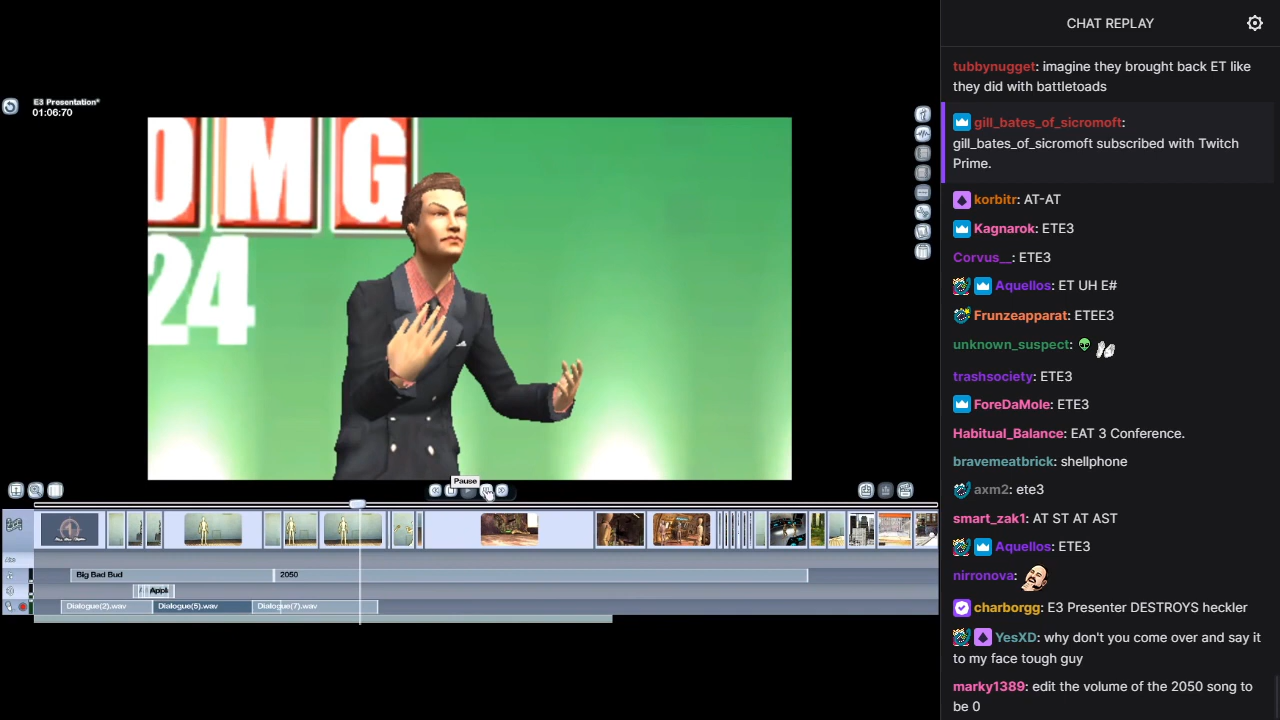 E3 Presentation*
01:06:70
OMG
24
Pause
Big Bad Bud
2050
Appl
Dialogue(2).wav
Dialogue(5).wav
Dialogue(7).wav
CHAT REPLAY
tubbynugget: imagine they brought back ET like
they did with battletoads
gill_bates_of_sicromoft:
gill_bates_of_sicromoft subscribed with Twitch
Prime.
korbitr: AT-AT
Kagnarok: ETE3
Corvus__: ETE3
Aquellos: ET UH E#
Frunzeapparat: ETEE3
unknown_suspect:
trashsociety: ETE3
ForeDaMole: ETE3
Habitual_Balance: EAT 3 Conference.
bravemeatbrick: shellphone
axm2: ete3
smart_zak1: AT ST AT AST
Aquellos: ETE3
nirronova:
charborgg: E3 Presenter DESTROYS heckler
YesXD: why don't you come over and say it
to my face tough guy
marky1389: edit the volume of the 2050 song to
be 0